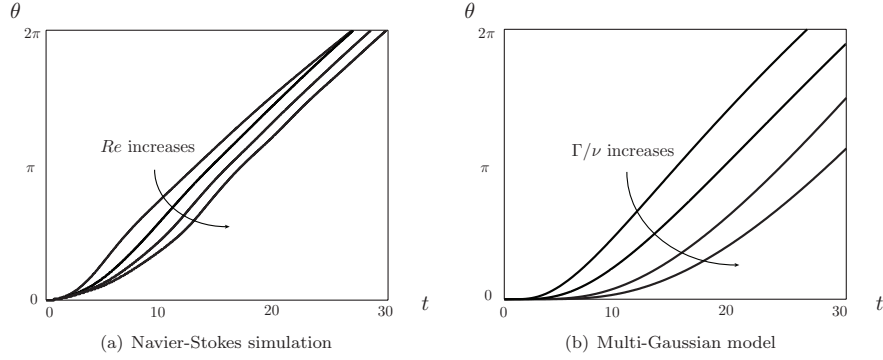 θ
2π
π
0
Re increases
10
20
30
t
(a) Navier-Stokes simulation
θ
2π
π
0
Γ/ν increases
0
10
20
30
t
(b) Multi-Gaussian model